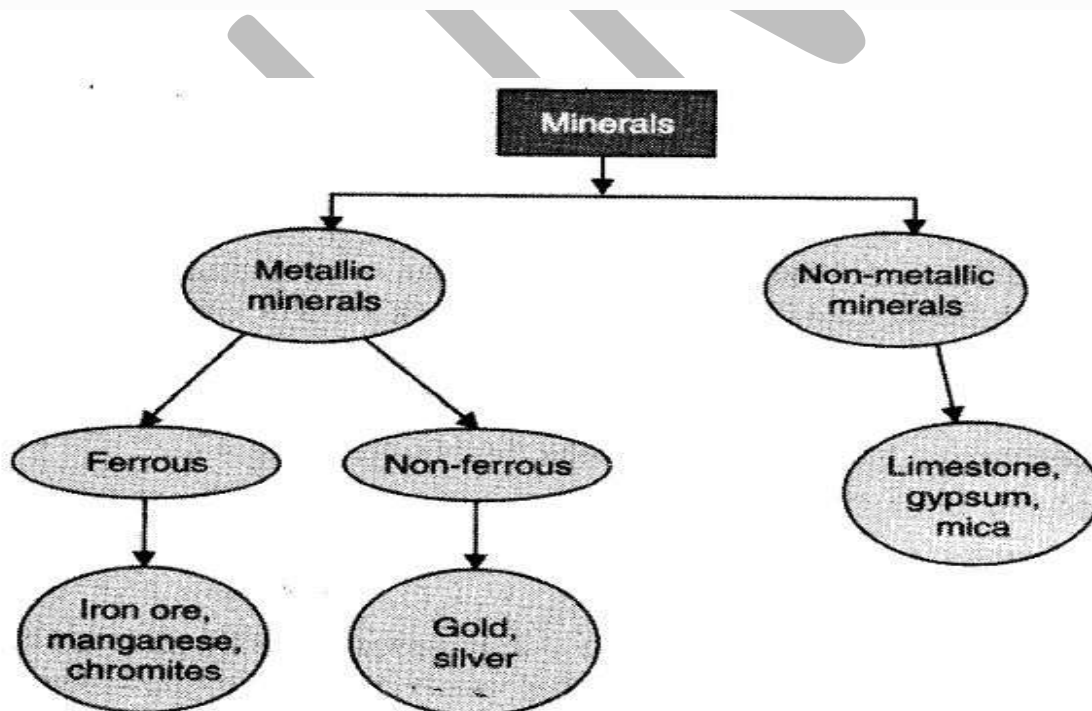 Minerals
Metallic
minerals
Non-metallic
minerals
Ferrous
Non-ferrous
Limestone,
gypsum,
mica
Iron ore,
manganese,
chromites
Gold,
silver